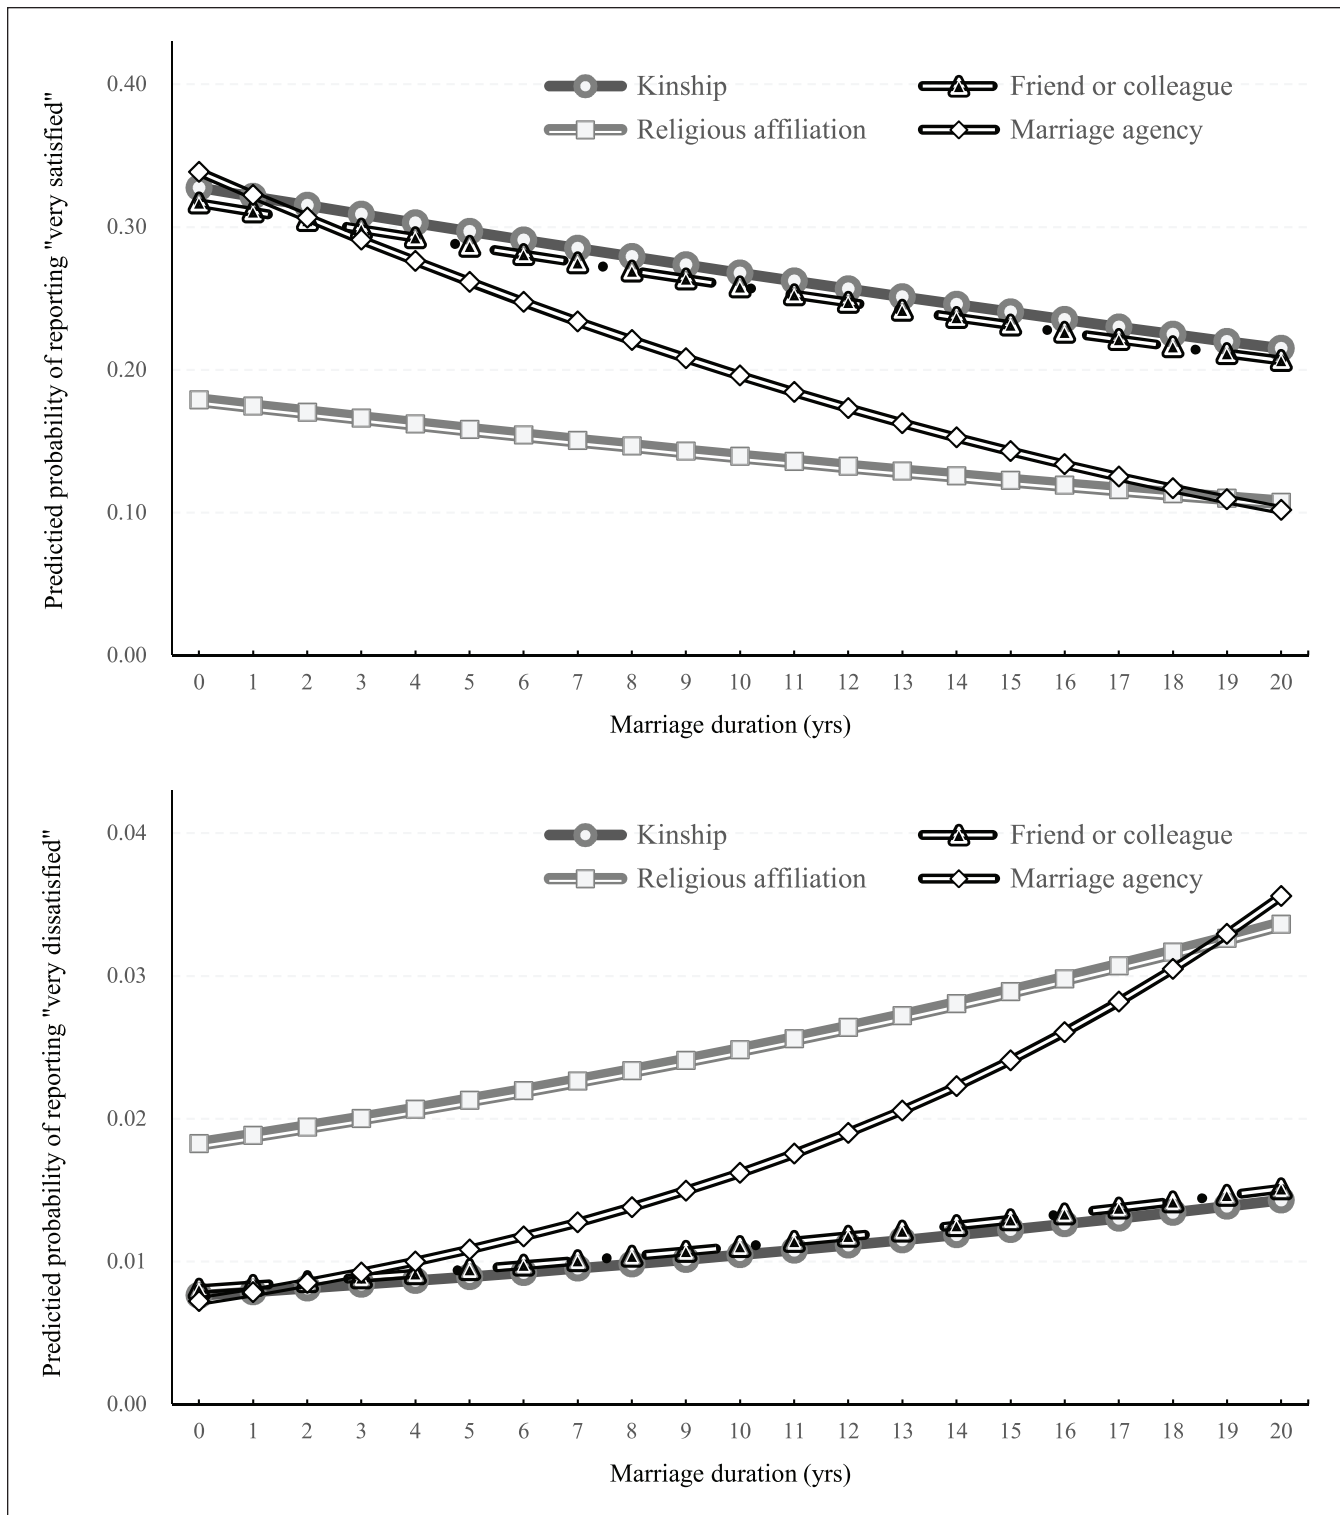 Predictied probability of reporting "very satisfied"
0.40
0.30
0.20
0.10
0.00
Kinship
Friend or colleague
Religious affiliation
Marriage agency
0 1 2 3 4 5 6 7 8 9 10 11 12 13 14 15 16 17 18 19 20
Marriage duration (yrs)
Predictied probability of reporting "very dissatisfied"
0.04
0.03
0.02
0.01
0.00
Kinship
Friend or colleague
Religious affiliation
Marriage agency
0 1 2 3 4 5 6 7 8 9 10 11 12 13 14 15 16 17 18 19 20
Marriage duration (yrs)